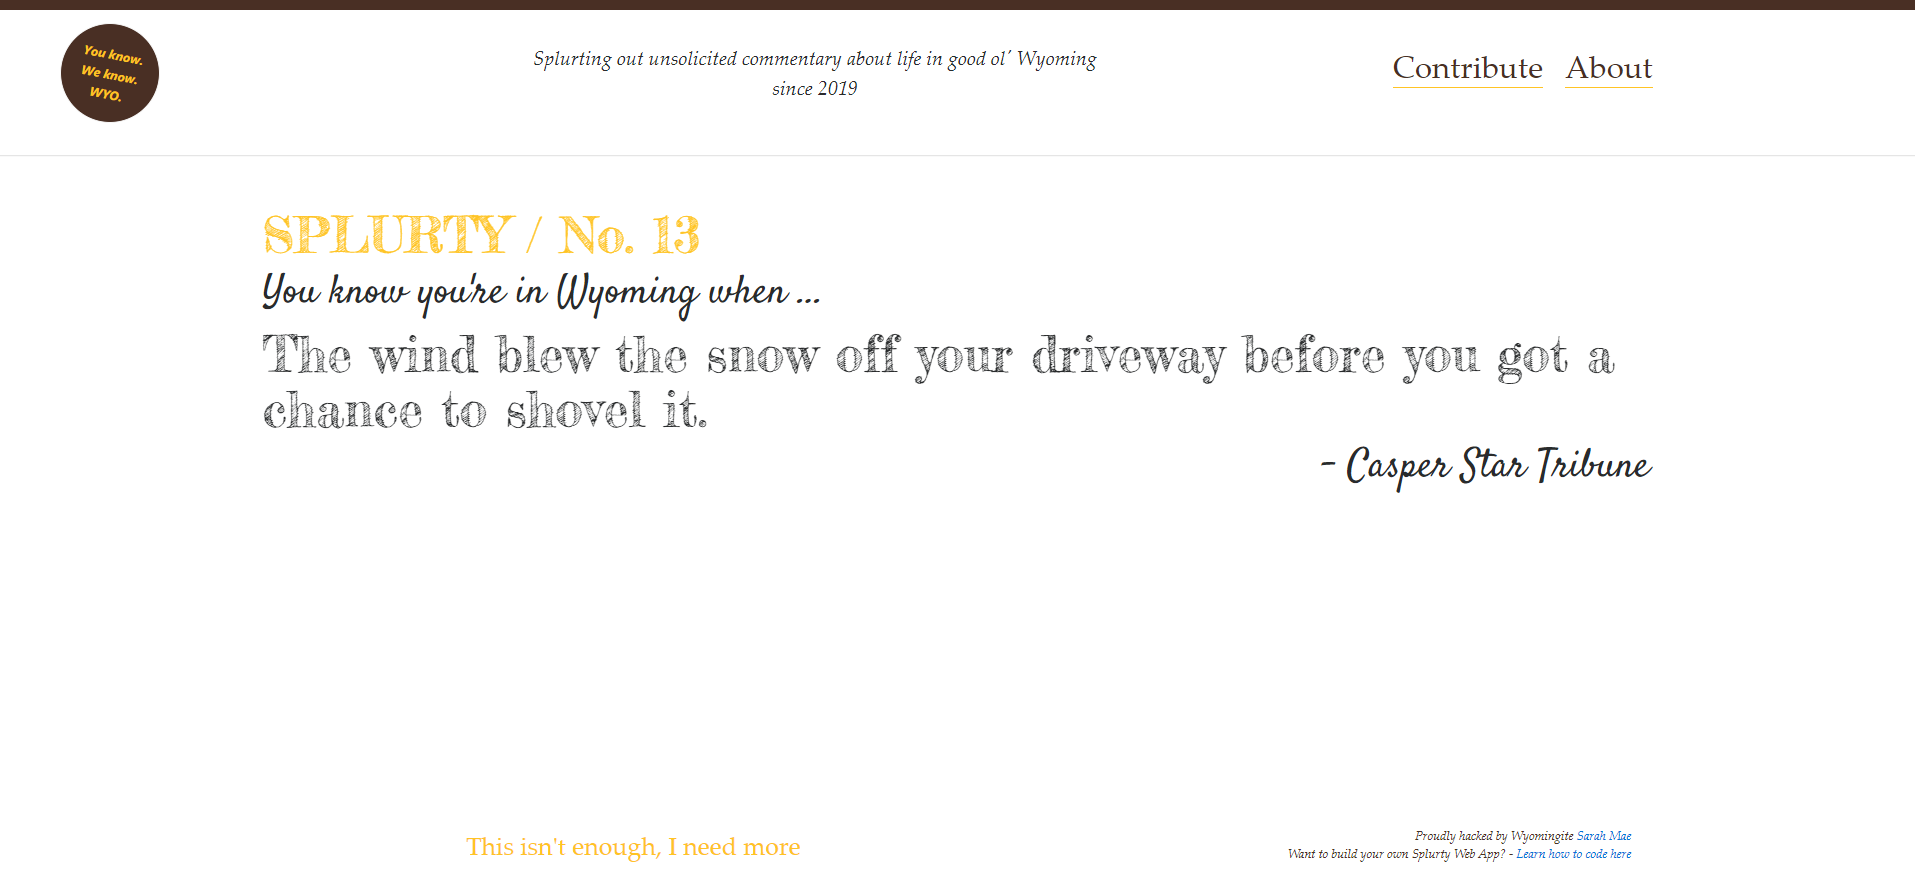 You know.
We know.
WYO.
Splurting out unsolicited commentary about life in good ol' Wyoming
since 2019
Contribute About
SPLURTY / No. 13
You know you're in Wyoming when ...
The wind blew the snow off your driveway before you got a
chance to shovel it.
- Casper Star Tribune
This isn't enough, I need more
Proudly hacked by Wyomingite Sarah Mae
Want to build your own Splurty Web App? - Learn how to code here